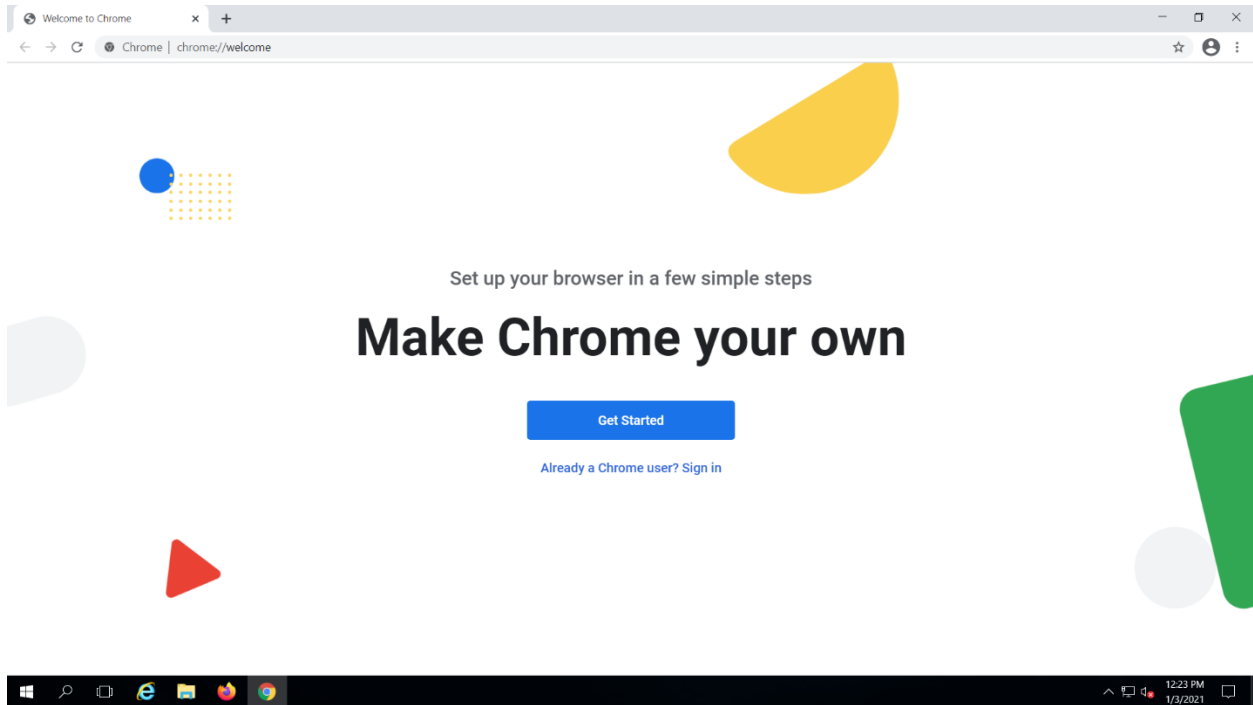 Welcome to Chrome
Chrome | chrome://welcome
Set up your browser in a few simple steps
Make Chrome your own
Get Started
Already a Chrome user? Sign in
12:23 PM
1/3/2021